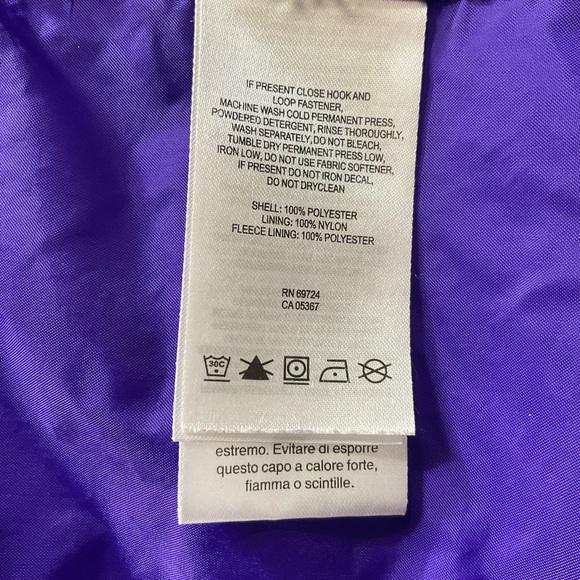 IF PRESENT CLOSE HOOK AND
LOOP FASTENER,
MACHINE WASH COLD PERMANENT PRESS,
POWDERED DETERGENT, RINSE THOROUGHLY,
WASH SEPARATELY, DO NOT BLEACH,
TUMBLE DRY PERMANENT PRESS LOW,
IRON LOW, DO NOT USE FABRIC SOFTENER,
IF PRESENT DO NOT IRON DECAL,
DO NOT DRYCLEAN
SHELL: 100% POLYESTER
LINING: 100% NYLON
FLEECE LINING: 100% POLYESTER
RN 69724
CA 05367
30C
estremo. Evitare di esporre
questo capo a calore forte,
fiamma o scintille.